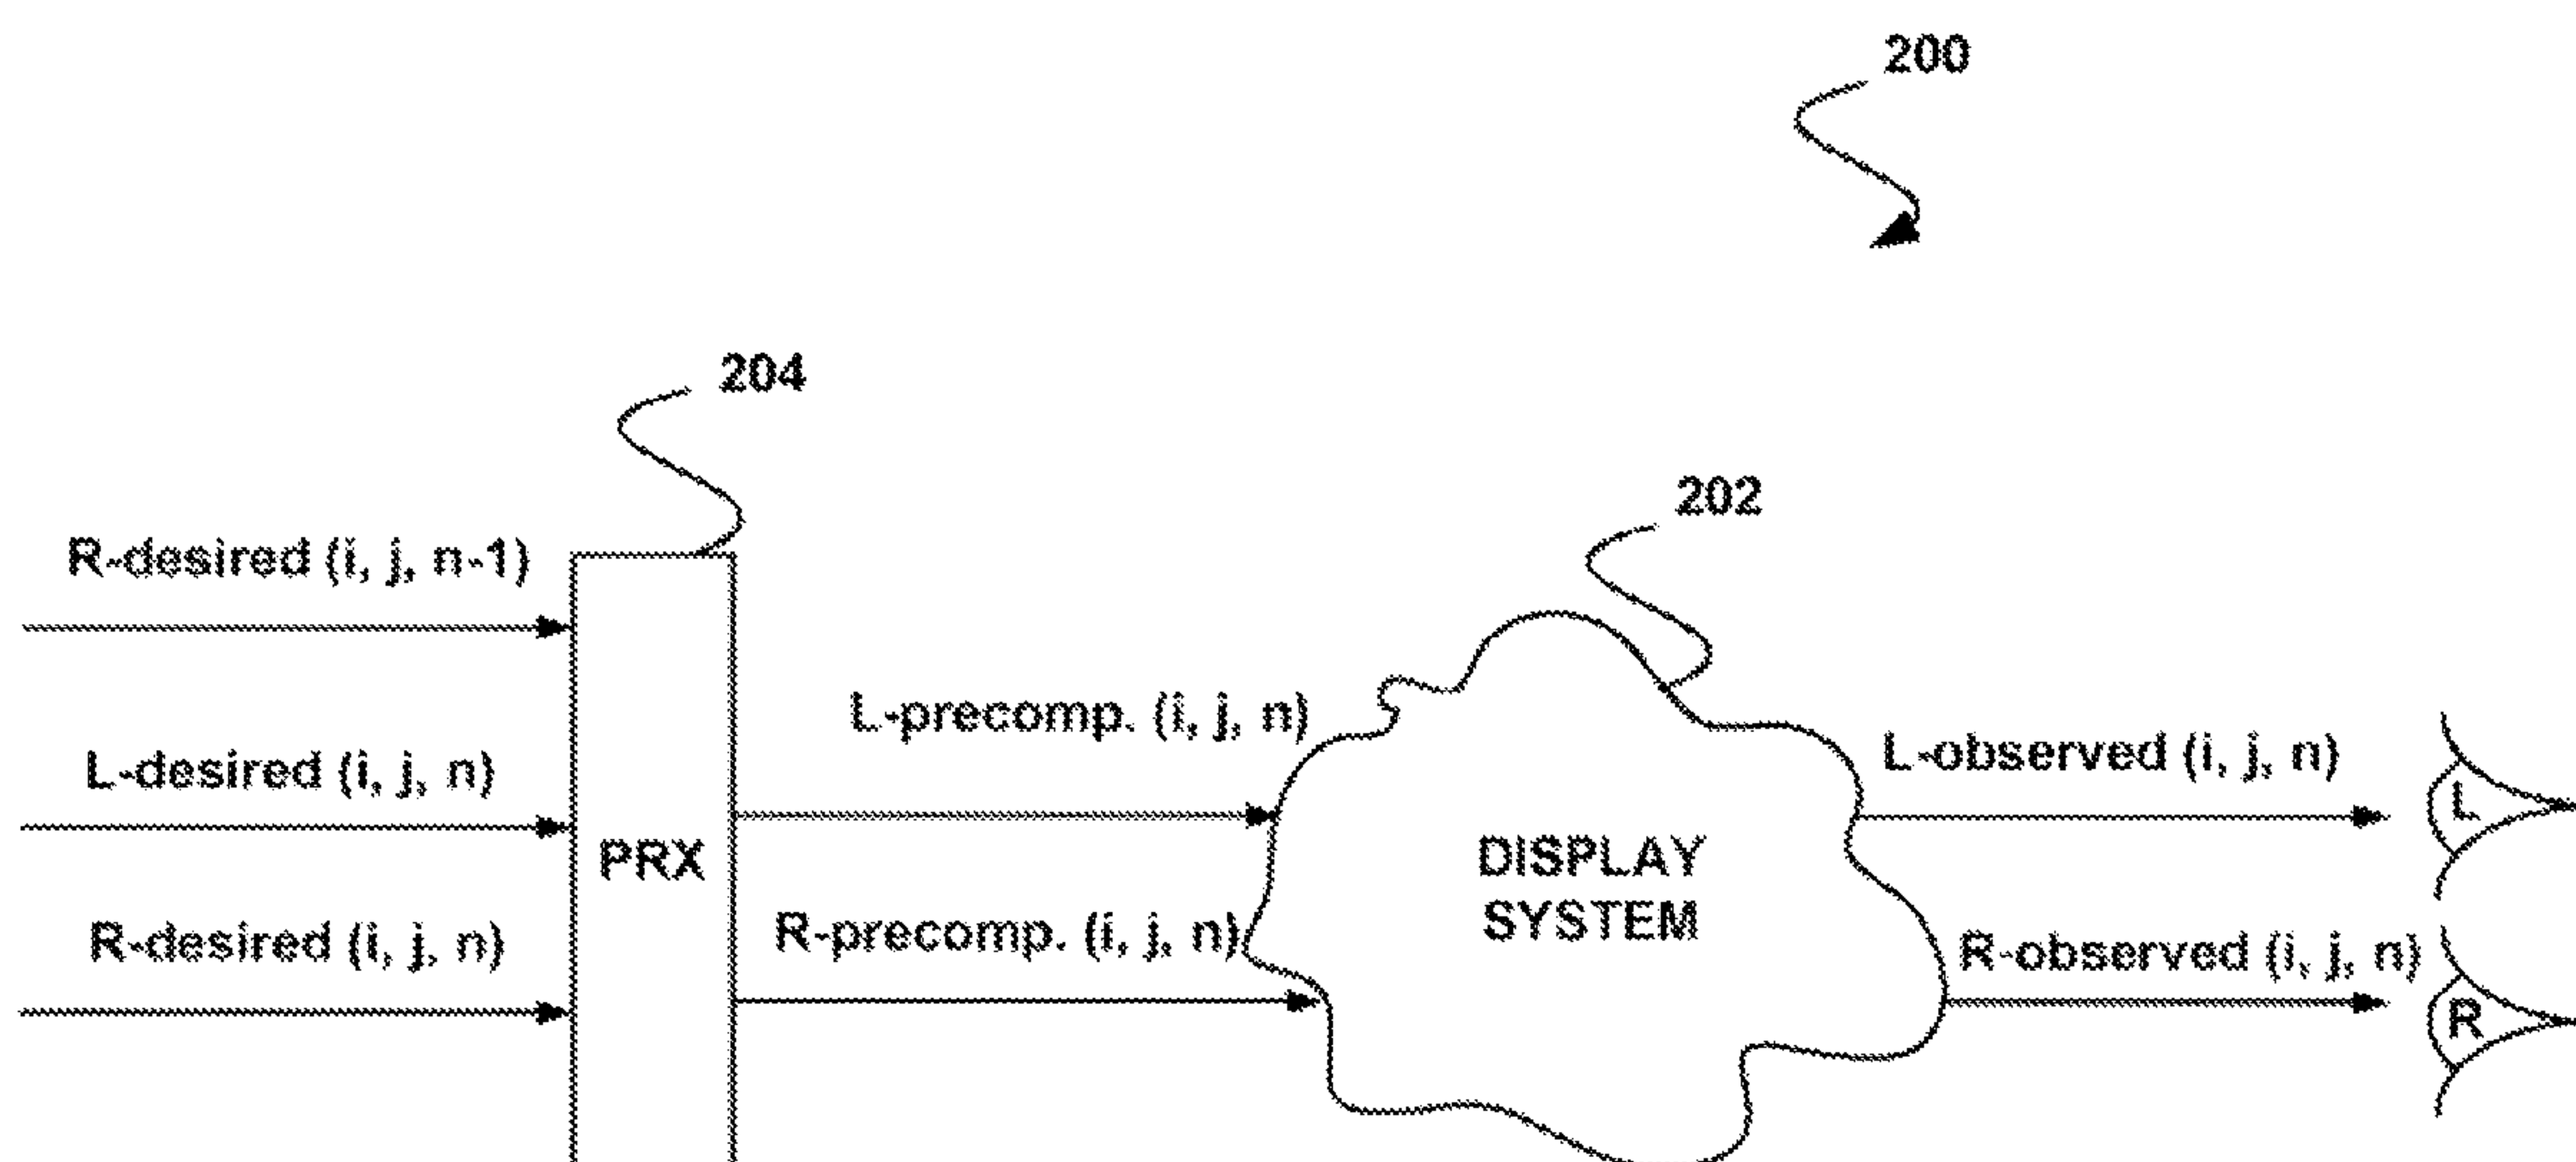 200
204
202
R-desired (i, j, n-1)
L-desired (i, j, n)
R-desired (i, j, n)
PRX
L-precomp. (i, j, n)
R-precomp. (i, j, n)
DISPLAY
SYSTEM
L-observed (i, j, n)
R-observed (i, j, n)
L
R